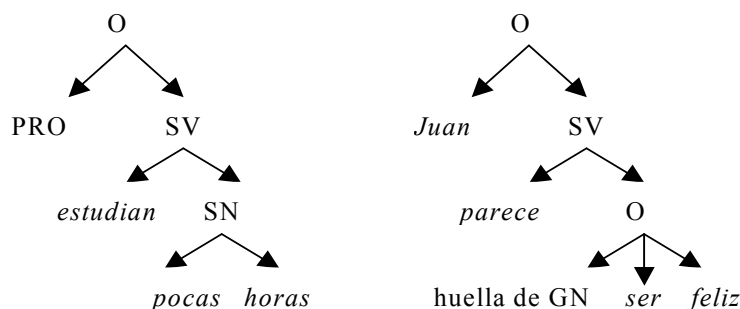 O O
PRO SV Juan SV
estudian SN parece O
pocas horas huella de GN ser feliz